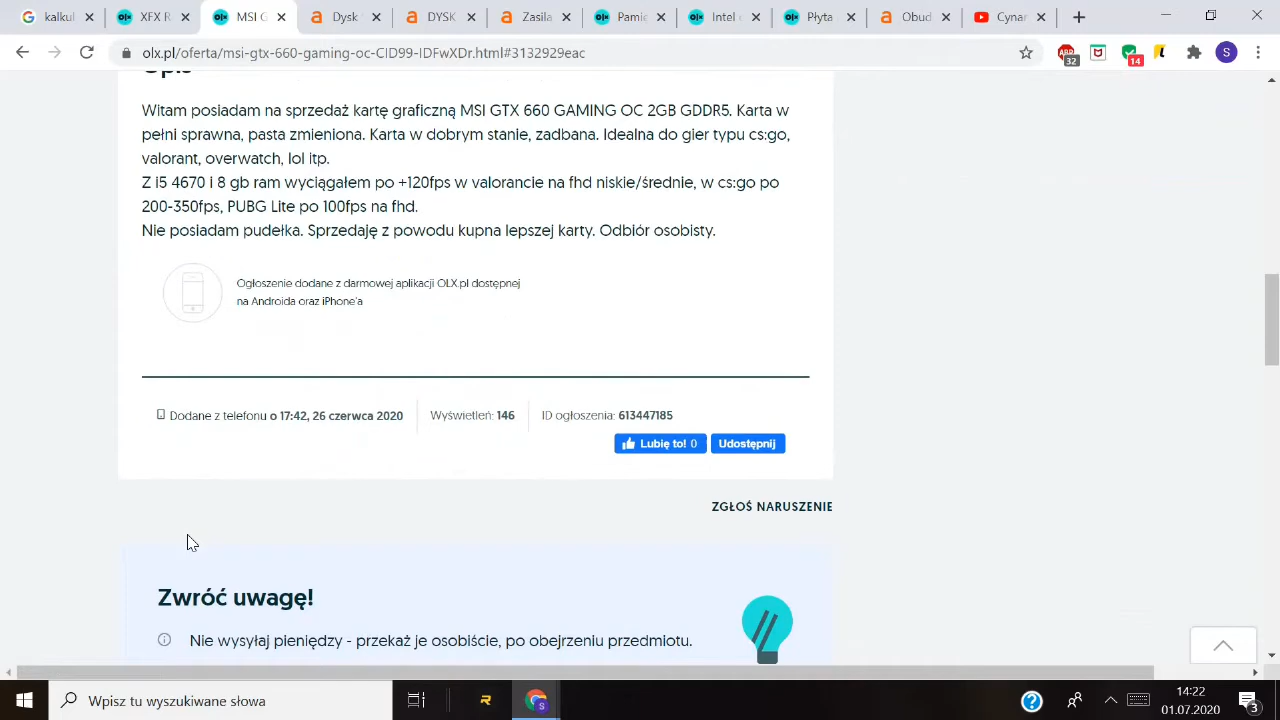 kalkul
XFX R
MSI G
Dysk
DYSK
Zasila
Pamię
Intel
Płyta
Obud
Cynar
olx.pl/oferta/msi-gtx-660-gaming-oc-CID99-IDFwXDr.html#3132929eac
32
14
S
Opis
Witam posiadam na sprzedaż kartę graficzną MSI GTX 660 GAMING OC 2GB GDDR5. Karta w
pełni sprawna, pasta zmieniona. Karta w dobrym stanie, zadbana. Idealna do gier typu cs:go,
valorant, overwatch, lol itp.
Z i5 4670 i 8 gb ram wyciągałem po +120fps w valorancie na fhd niskie/średnie, w cs:go po
200-350fps, PUBG Lite po 100fps na fhd.
Nie posiadam pudełka. Sprzedaję z powodu kupna lepszej karty. Odbiór osobisty.
Ogłoszenie dodane z darmowej aplikacji OLX.pl dostępnej
na Androida oraz iPhone'a
Dodane z telefonu o 17:42, 26 czerwca 2020
Wyświetleń: 146
ID ogłoszenia: 613447185
Lubię to! 0
Udostępnij
ZGŁOŚ NARUSZENIE
Zwróć uwagę!
Nie wysyłaj pieniędzy - przekaż je osobiście, po obejrzeniu przedmiotu.
Wpisz tu wyszukiwane słowa
14:22
01.07.2020
3